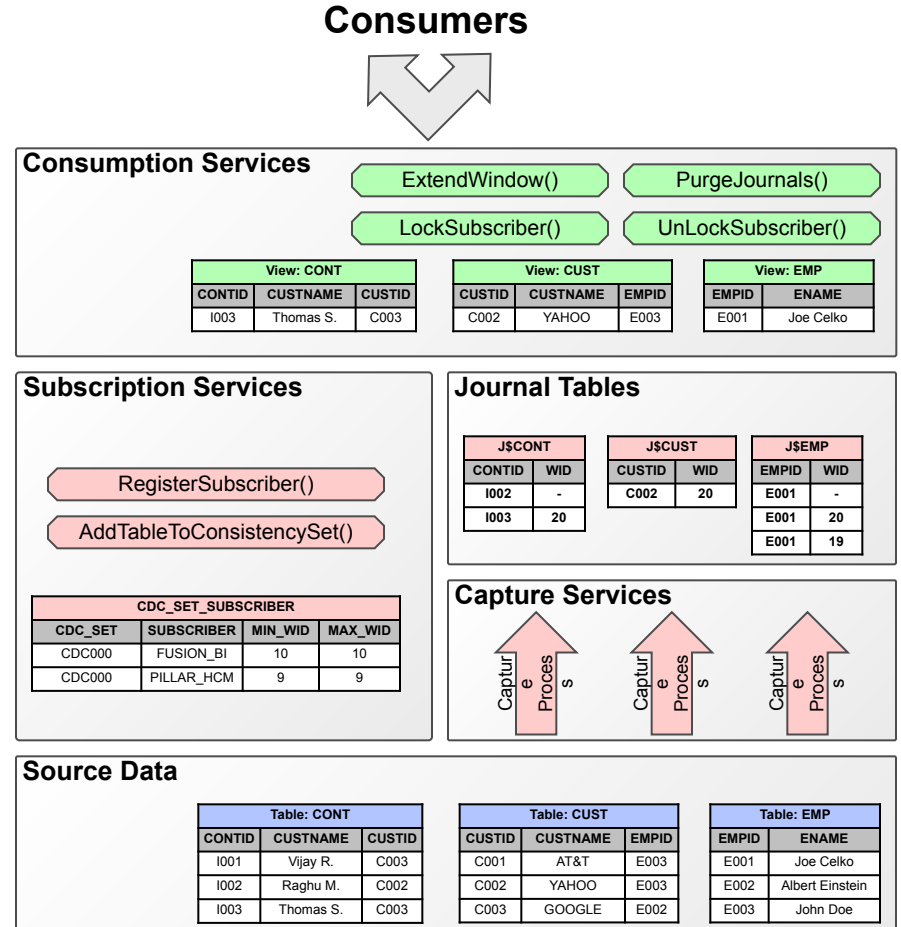 Consumers
Consumption Services
ExtendWindow()
PurgeJournals()
LockSubscriber()
UnLockSubscriber()
View: CONT
CONTID CUSTNAME CUSTID
I003 Thomas S. C003
View: CUST
CUSTID CUSTNAME EMPID
C002 YAHOO E003
View: EMP
EMPID ENAME
E001 Joe Celko
Subscription Services
RegisterSubscriber()
AddTableToConsistencySet()
CDC_SET_SUBSCRIBER
CDC_SET SUBSCRIBER MIN_WID MAX_WID
CDC000 FUSION_BI 10 10
CDC000 PILLAR_HCM 9 9
Journal Tables
J$CONT
CONTID WID
I002 -
I003 20
J$CUST
CUSTID WID
C002 20
J$EMP
EMPID WID
E001 -
E001 20
E001 19
Capture Services
Captur
e
Proces
s
Captur
e
Proces
s
Captur
e
Proces
s
Source Data
Table: CONT
CONTID CUSTNAME CUSTID
I001 Vijay R. C003
I002 Raghu M. C002
I003 Thomas S. C003
Table: CUST
CUSTID CUSTNAME EMPID
C001 AT&T E003
C002 YAHOO E003
C003 GOOGLE E002
Table: EMP
EMPID ENAME
E001 Joe Celko
E002 Albert Einstein
E003 John Doe